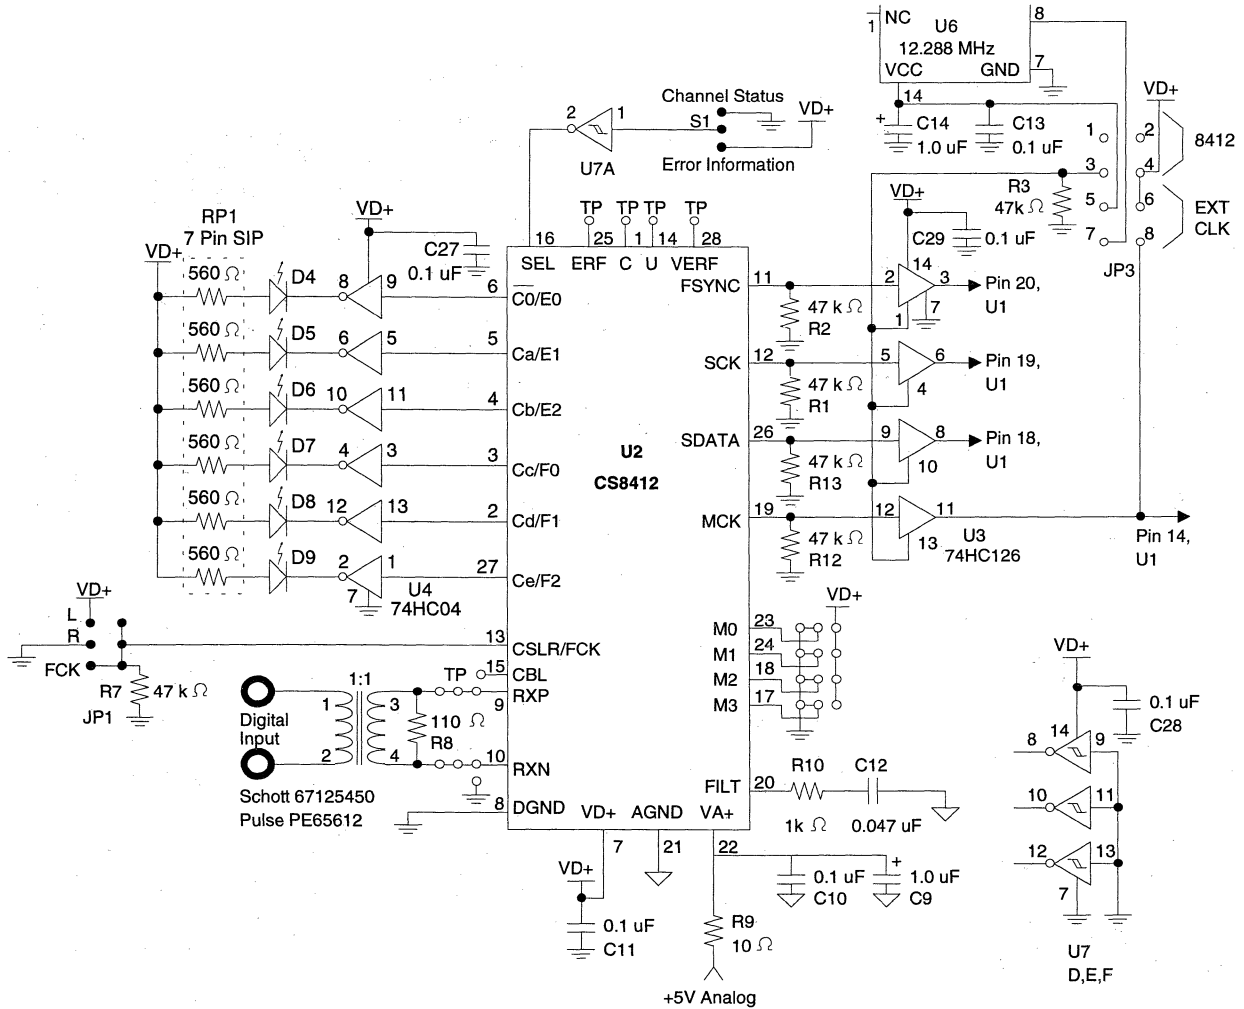 NC
1
U6
12.288 MHz
8
VCC
GND
7
14
+
C14
1.0 uF
C13
0.1 uF
VD+
1
2
3
4
5
6
7
8
8412
EXT
CLK
JP3
R3
47k Ω
Channel Status
S1
VD+
Error Information
2
1
U7A
VD+
C29
0.1 uF
RP1
7 Pin SIP
VD+
VD+
C27
0.1 uF
TP
TP
TP
TP
16
25
1
14
28
SEL
ERF
C
U
VERF
560 Ω
D4
8
9
6
C0/E0
560 Ω
D5
6
5
5
Ca/E1
560 Ω
D6
10
11
4
Cb/E2
560 Ω
D7
4
3
3
Cc/F0
560 Ω
D8
12
13
2
Cd/F1
560 Ω
D9
2
1
7
27
Ce/F2
U4
74HC04
U2
CS8412
FSYNC
11
47 k Ω
R2
2
14
3
1
7
Pin 20,
U1
SCK
12
47 k Ω
R1
5
6
4
Pin 19,
U1
SDATA
26
47 k Ω
R13
9
8
10
Pin 18,
U1
MCK
19
47 k Ω
R12
12
11
13
U3
74HC126
Pin 14,
U1
VD+
L
R
FCK
R7
47 k Ω
JP1
13
CSLR/FCK
TP
15
CBL
9
RXP
10
RXN
8
DGND
1:1
1
3
2
4
110 Ω
R8
Digital
Input
Schott 67125450
Pulse PE65612
VD+
M0
23
M1
24
M2
18
M3
17
FILT
20
R10
1k Ω
C12
0.047 uF
VD+
AGND
VA+
7
21
22
VD+
0.1 uF
C11
0.1 uF
C10
+
1.0 uF
C9
R9
10 Ω
+5V Analog
VD+
0.1 uF
C28
8
14
9
10
11
12
13
7
U7
D,E,F